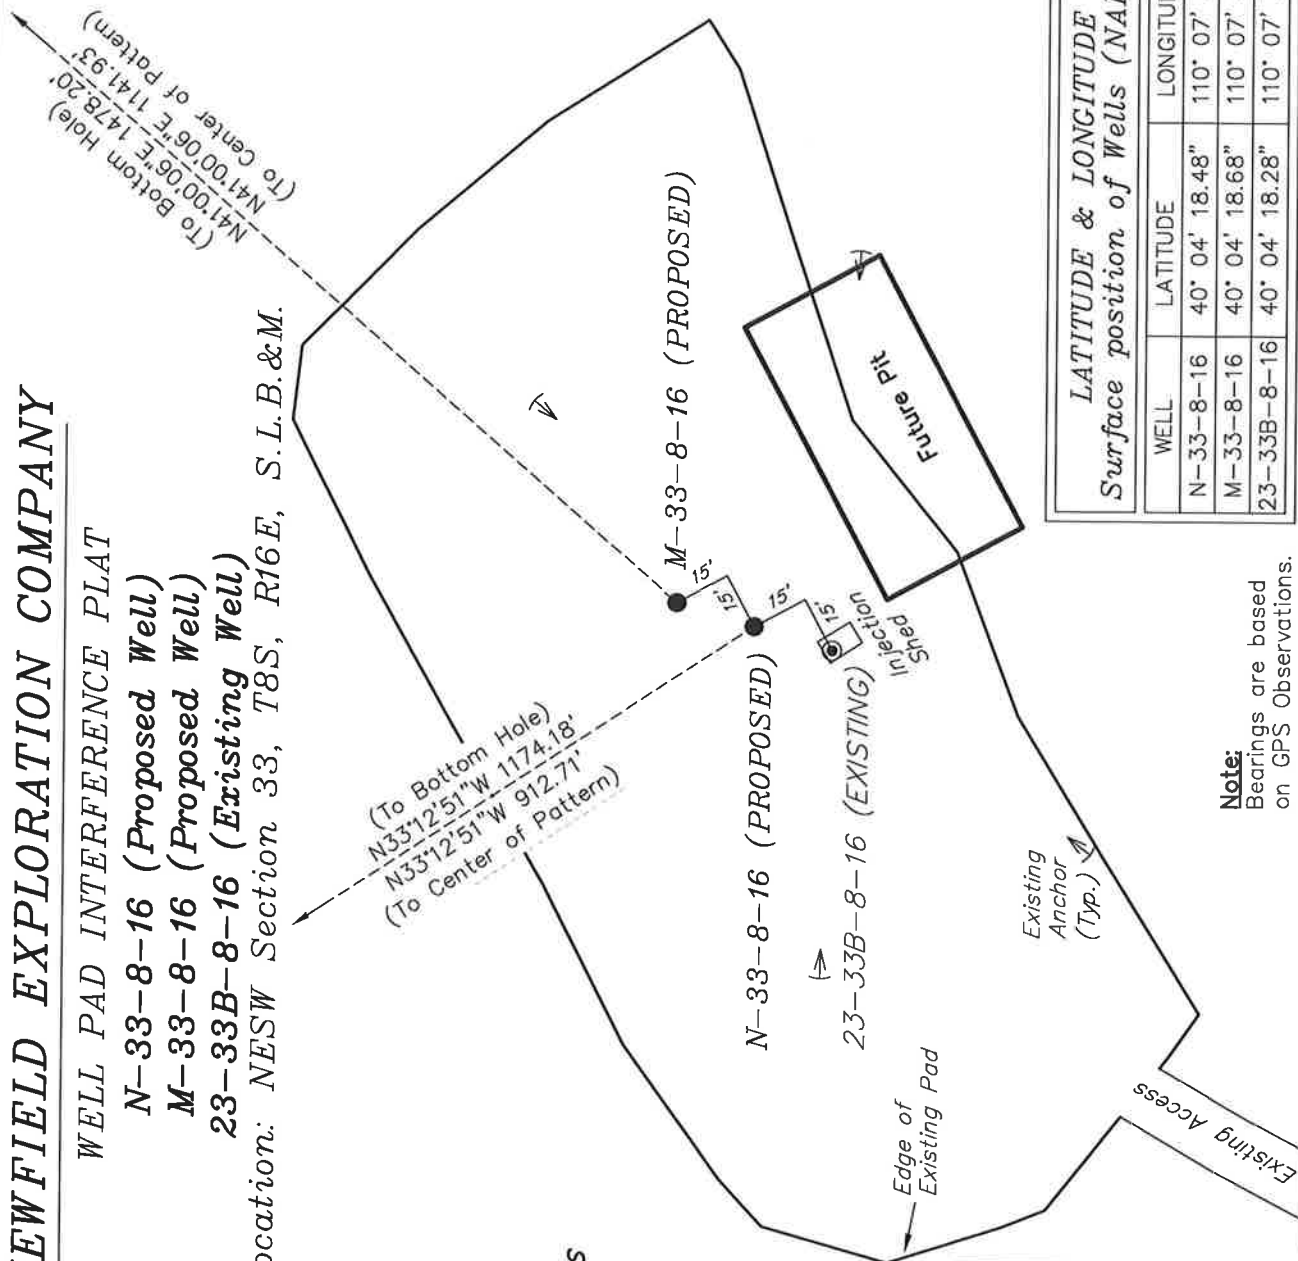 EWFIELD EXPLORATION COMPANY
WELL PAD INTERFERENCE PLAT
N-33-8-16 (Proposed Well)
M-33-8-16 (Proposed Well)
23-33B-8-16 (Existing Well)
ocation: NESW Section 33, T8S, R16E, S.L.B.&M.
(To Bottom Hole)
N41°00'06"E 1478.20'
N41°00'06"E 1141.93'
(To Center of Pattern)
(To Bottom Hole)
N33°12'51"W 1174.18'
N33°12'51"W 912.71'
(To Center of Pattern)
M-33-8-16 (PROPOSED)
15'
15'
15'
15'
N-33-8-16 (PROPOSED)
23-33B-8-16 (EXISTING)
Injection
Shed
Future Pit
Existing
Anchor
(Typ.)
Edge of
Existing Pad
Existing Access
S
Note:
Bearings are based
on GPS Observations.
LATITUDE & LONGITUDE
Surface position of Wells (NA
WELL LATITUDE LONGITU
N-33-8-16 40° 04' 18.48" 110° 07'
M-33-8-16 40° 04' 18.68" 110° 07'
23-33B-8-16 40° 04' 18.28" 110° 07'